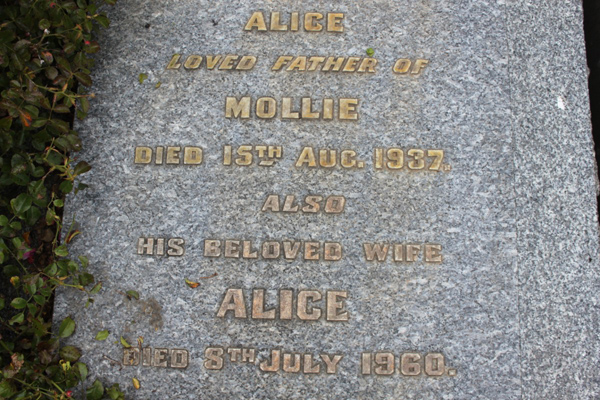 ALICE
LOVED FATHER OF
MOLLIE
DIED 15TH AUG. 1937.
ALSO
HIS BELOVED WIFE
ALICE
DIED 8TH JULY 1960.